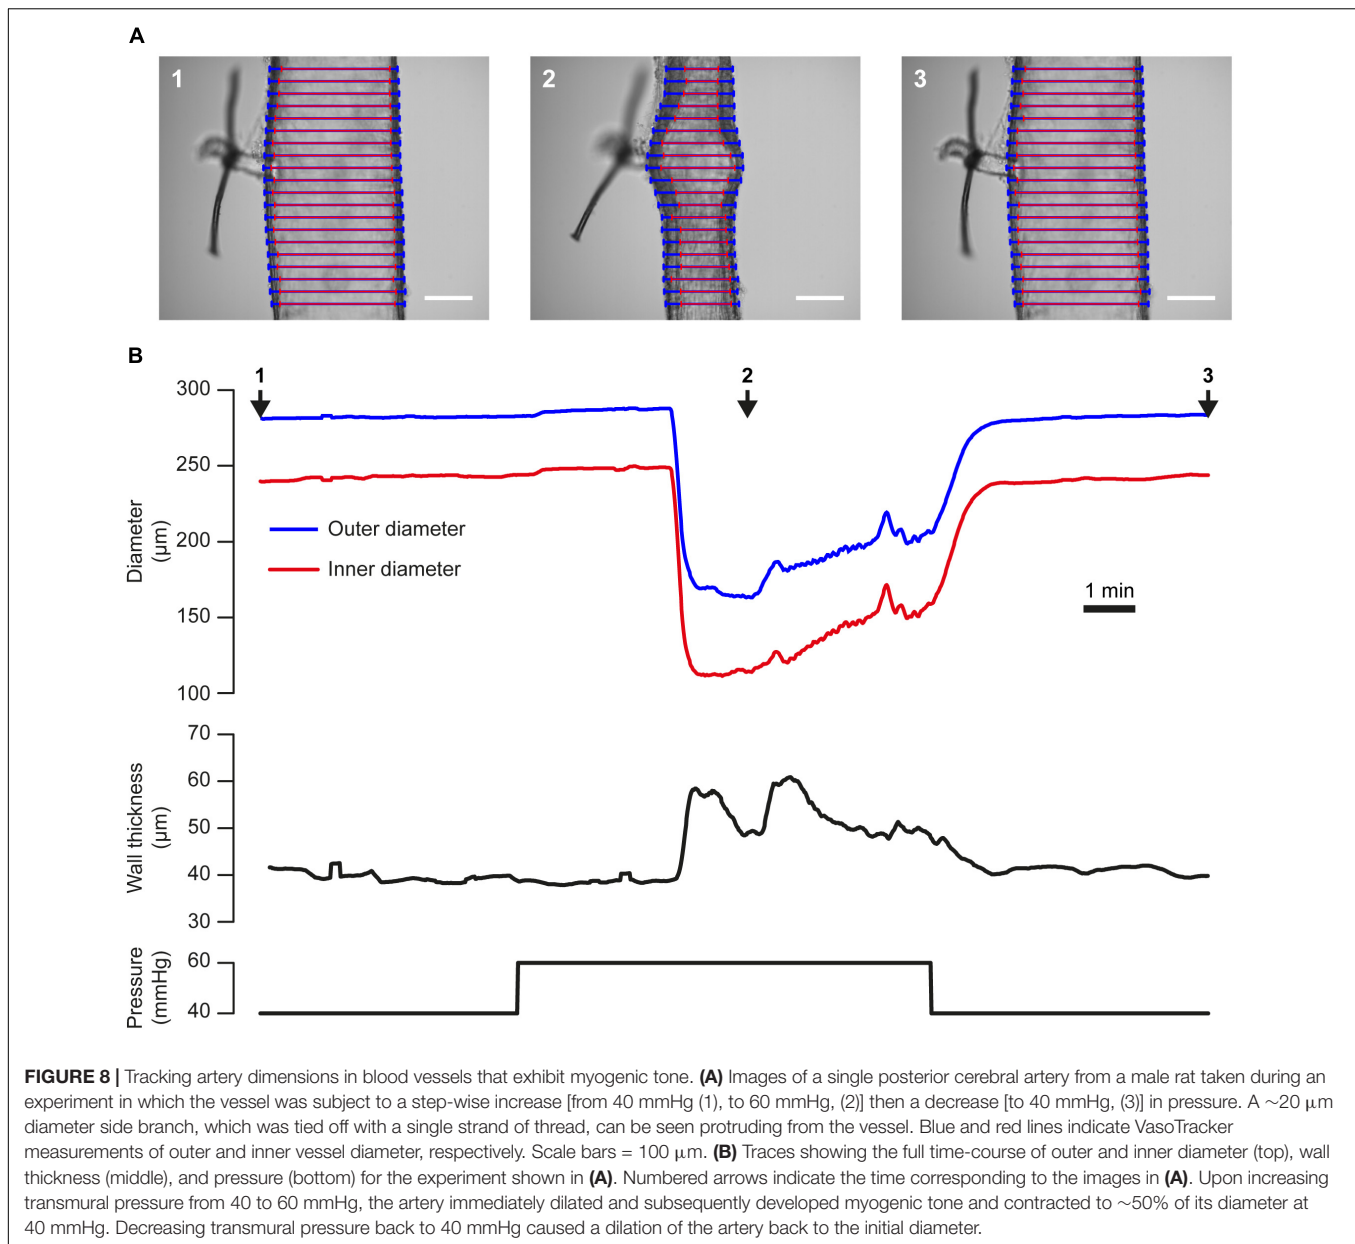 A
1
2
3
B
1
2
3
300
250
200
150
100
Diameter
(μm)
Outer diameter
Inner diameter
1 min
70
60
50
40
30
Wall thickness
(μm)
60
40
Pressure
(mmHg)
FIGURE 8 | Tracking artery dimensions in blood vessels that exhibit myogenic tone. (A) Images of a single posterior cerebral artery from a male rat taken during an
experiment in which the vessel was subject to a step-wise increase [from 40 mmHg (1), to 60 mmHg, (2)] then a decrease [to 40 mmHg, (3)] in pressure. A ∼20 μm
diameter side branch, which was tied off with a single strand of thread, can be seen protruding from the vessel. Blue and red lines indicate VasoTracker
measurements of outer and inner vessel diameter, respectively. Scale bars = 100 μm. (B) Traces showing the full time-course of outer and inner diameter (top), wall
thickness (middle), and pressure (bottom) for the experiment shown in (A). Numbered arrows indicate the time corresponding to the images in (A). Upon increasing
transmural pressure from 40 to 60 mmHg, the artery immediately dilated and subsequently developed myogenic tone and contracted to ∼50% of its diameter at
40 mmHg. Decreasing transmural pressure back to 40 mmHg caused a dilation of the artery back to the initial diameter.